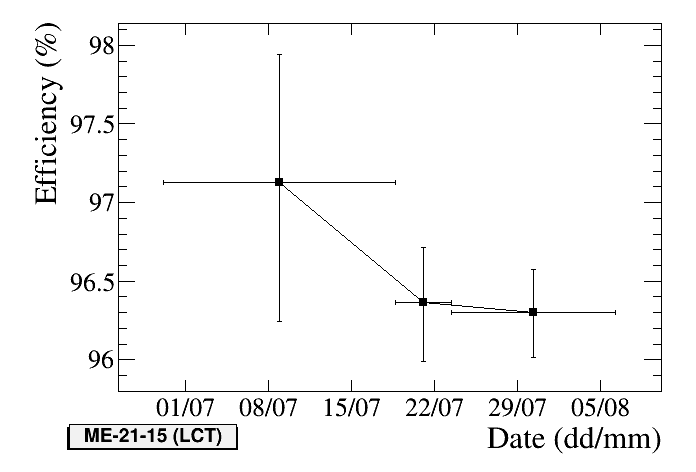 Efficiency (%)
98
97.5
97
96.5
96
01/07 08/07 15/07 22/07 29/07 05/08
ME-21-15 (LCT)
Date (dd/mm)